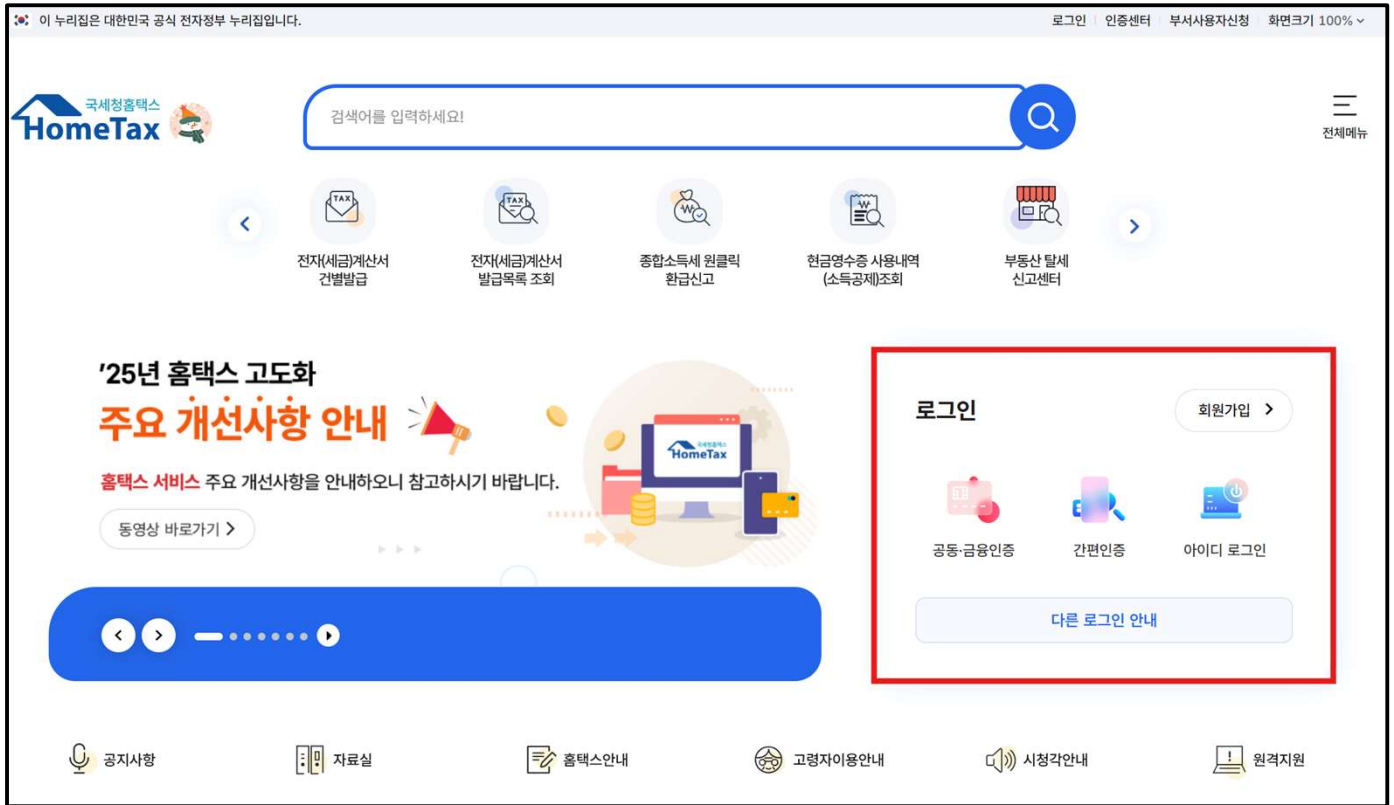 이 누리집은 대한민국 공식 전자정부 누리집입니다.
로그인 인증센터 부서사용자신청 화면크기 100%
국세청홈택스
HomeTax
검색어를 입력하세요!
전체메뉴
TAX
TAX
전자(세금)계산서
건별발급
전자(세금)계산서
발급목록 조회
종합소득세 원클릭
환급신고
현금영수증 사용내역
(소득공제)조회
부동산 탈세
신고센터
'25년 홈택스 고도화
주요 개선사항 안내
홈택스 서비스 주요 개선사항을 안내하오니 참고하시기 바랍니다.
동영상 바로가기
국세청홈택스
HomeTax
로그인
회원가입
공동·금융인증
간편인증
아이디 로그인
다른 로그인 안내
공지사항
자료실
홈택스안내
고령자이용안내
시청각안내
원격지원